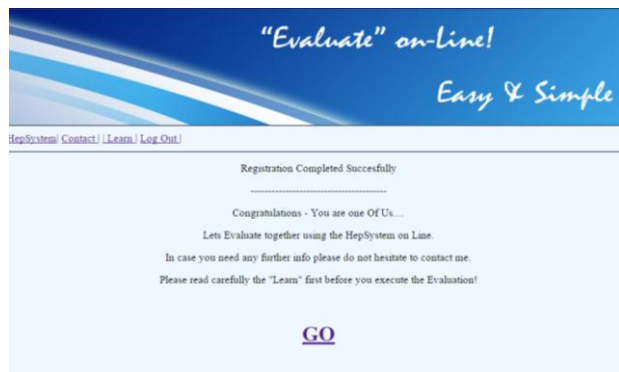 "Evaluate" on-Line!
Easy & Simple
HepSystem| Contact | | Learn | Log Out |
Registration Completed Succesfully
--------------------------------------
Congratulations - You are one Of Us....
Lets Evaluate together using the HepSystem on Line.
In case you need any further info please do not hesitate to contact me.
Please read carefully the "Learn" first before you execute the Evaluation!
GO